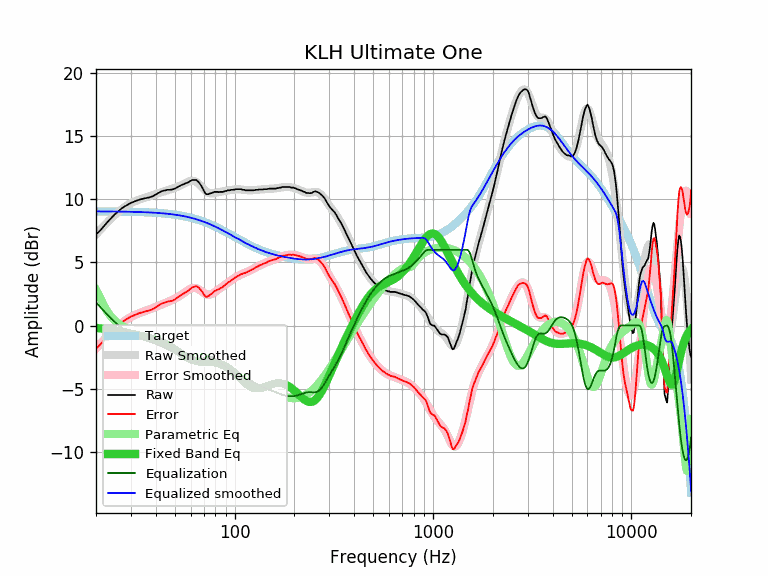 KLH Ultimate One
20
15
10
5
0
−5
−10
Amplitude (dBr)
Target
Raw Smoothed
Error Smoothed
Raw
Error
Parametric Eq
Fixed Band Eq
Equalization
Equalized smoothed
100
1000
10000
Frequency (Hz)